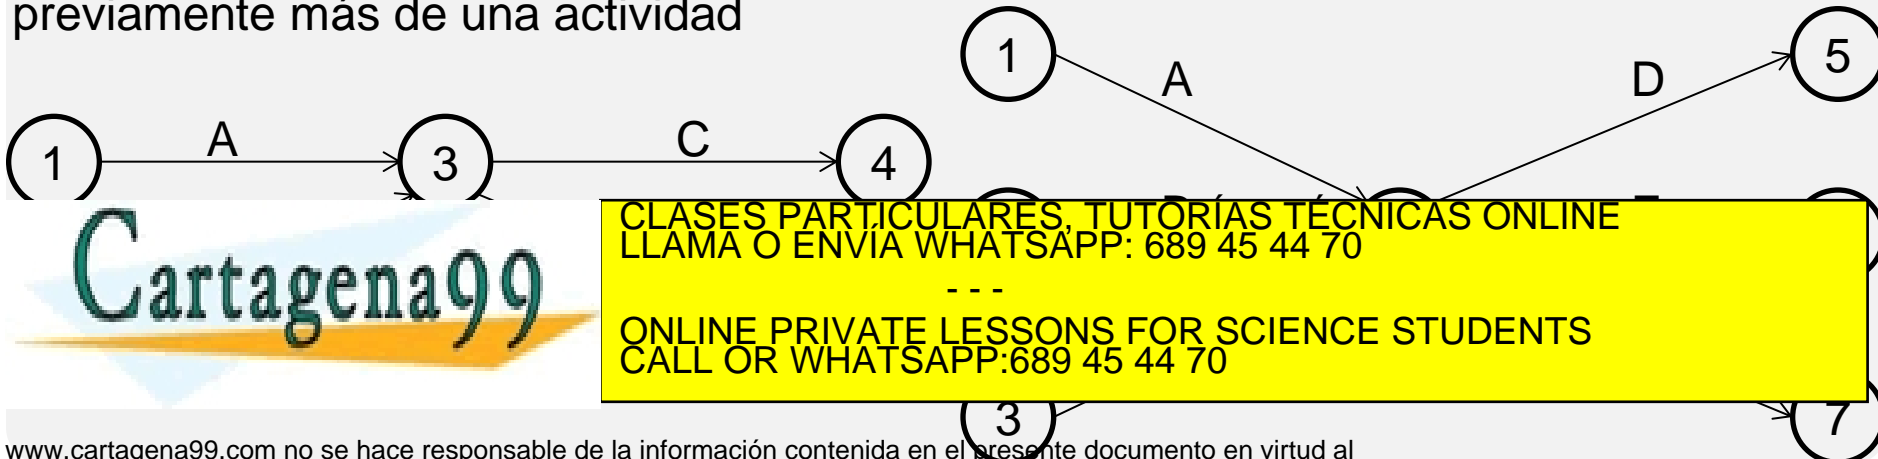 previamente más de una actividad
1
A
D
5
1
A
3
C
4
Cartagena99
CLASES PARTICULARES, TUTORÍAS TÉCNICAS ONLINE
LLAMA O ENVÍA WHATSAPP: 689 45 44 70
- - -
ONLINE PRIVATE LESSONS FOR SCIENCE STUDENTS
CALL OR WHATSAPP:689 45 44 70
3
7
www.cartagena99.com no se hace responsable de la información contenida en el presente documento en virtud al